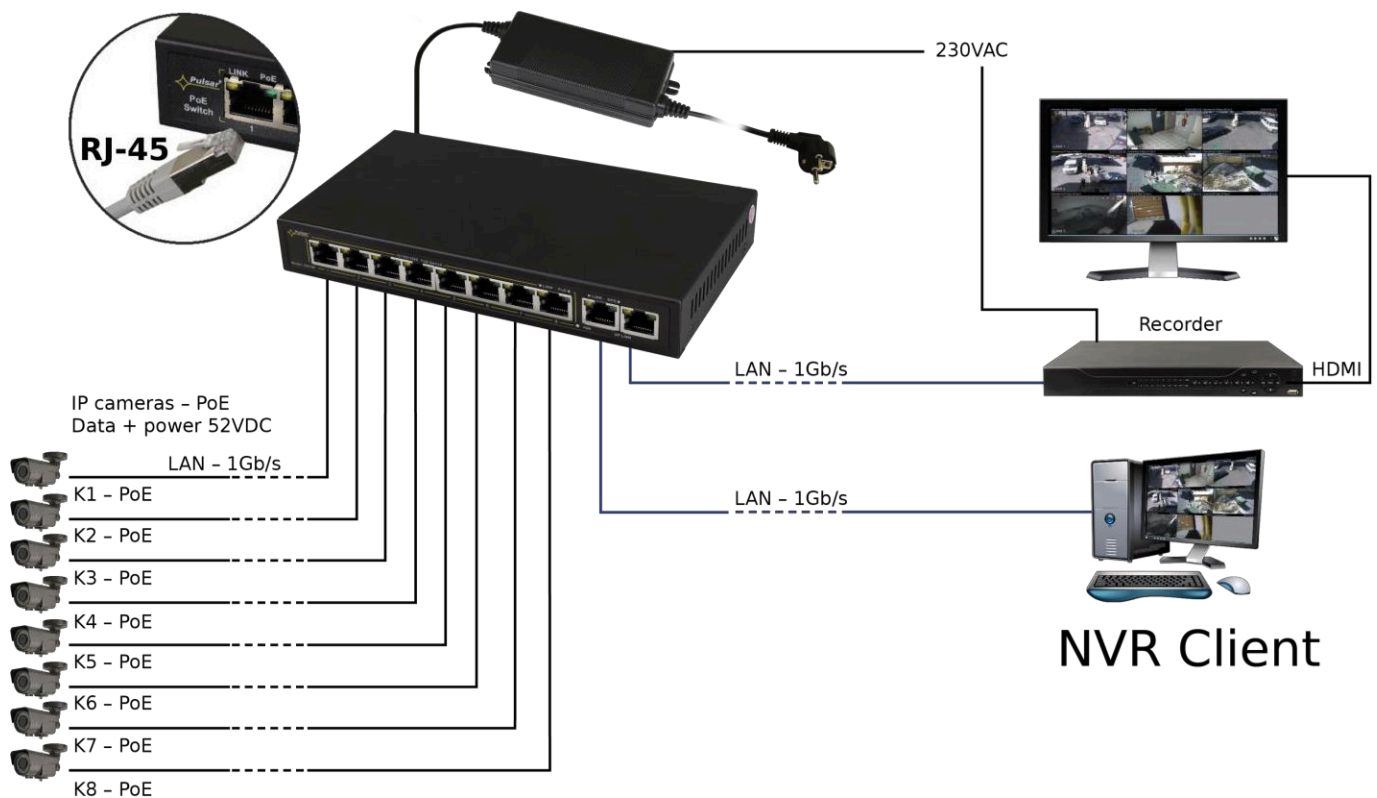 LINK PoE
Pulsar
PoE
Switch
1
RJ-45
230VAC
Recorder
HDMI
LAN – 1Gb/s
LAN – 1Gb/s
NVR Client
IP cameras – PoE
Data + power 52VDC
LAN – 1Gb/s
K1 – PoE
K2 – PoE
K3 – PoE
K4 – PoE
K5 – PoE
K6 – PoE
K7 – PoE
K8 – PoE